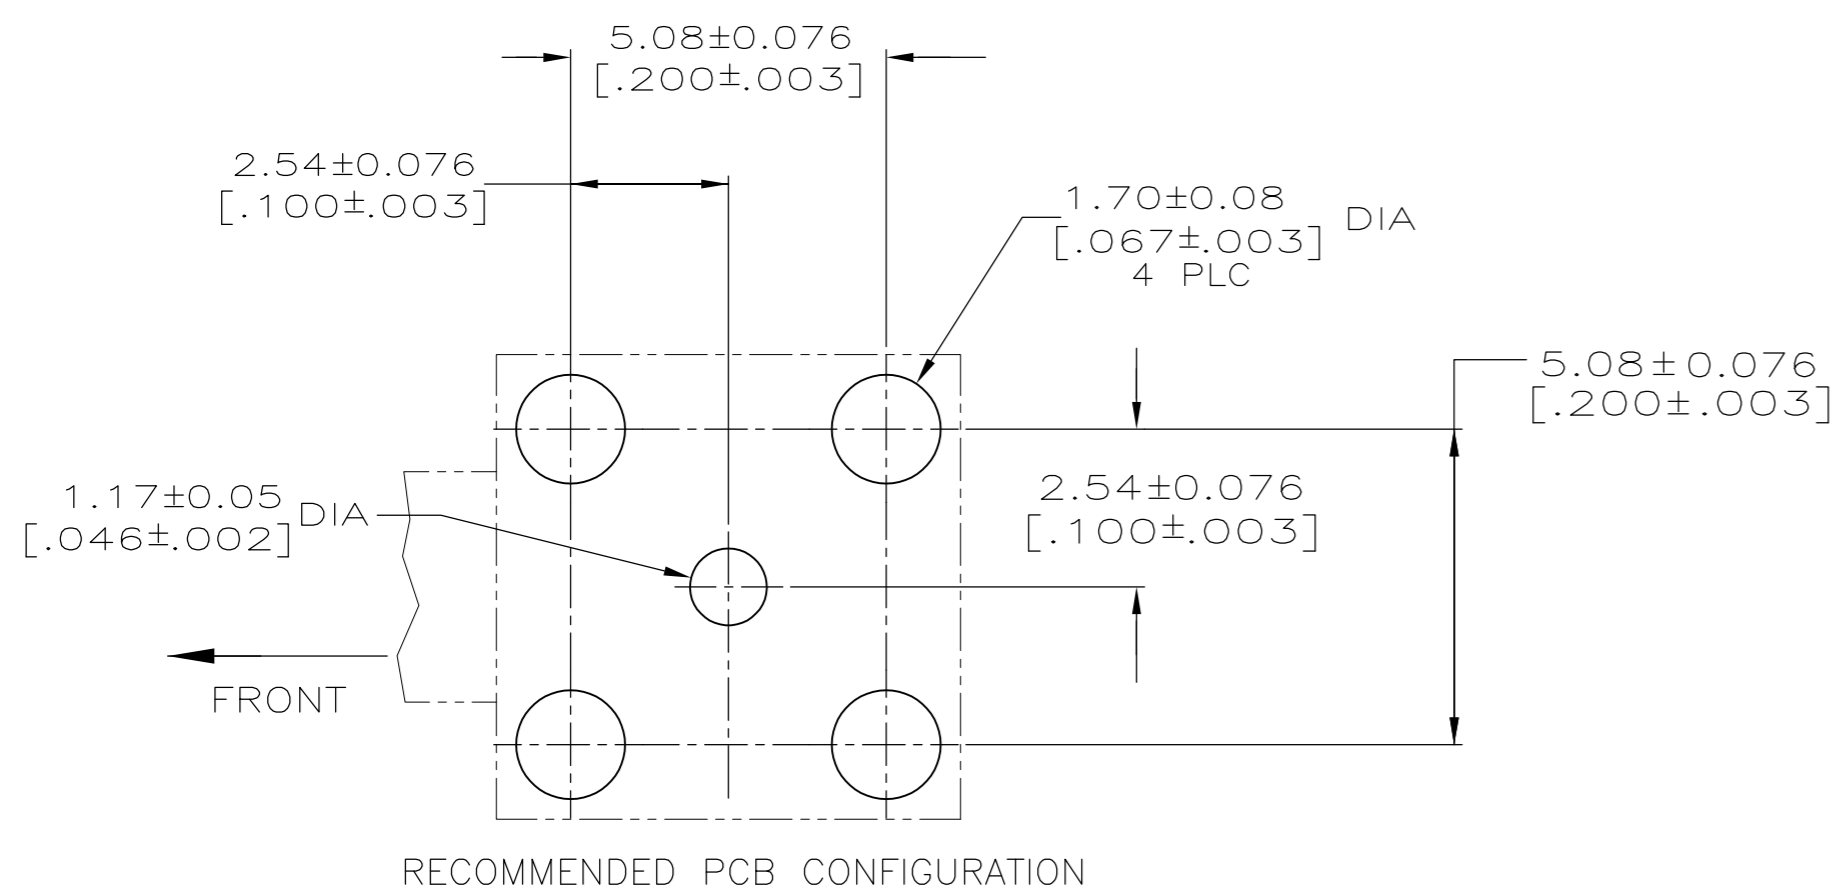 5.08±0.076
[.200±.003]
2.54±0.076
[.100±.003]
1.70±0.08
[.067±.003] DIA
4 PLC
5.08±0.076
[.200±.003]
1.17±0.05
[.046±.002] DIA
2.54±0.076
[.100±.003]
FRONT
RECOMMENDED PCB CONFIGURATION